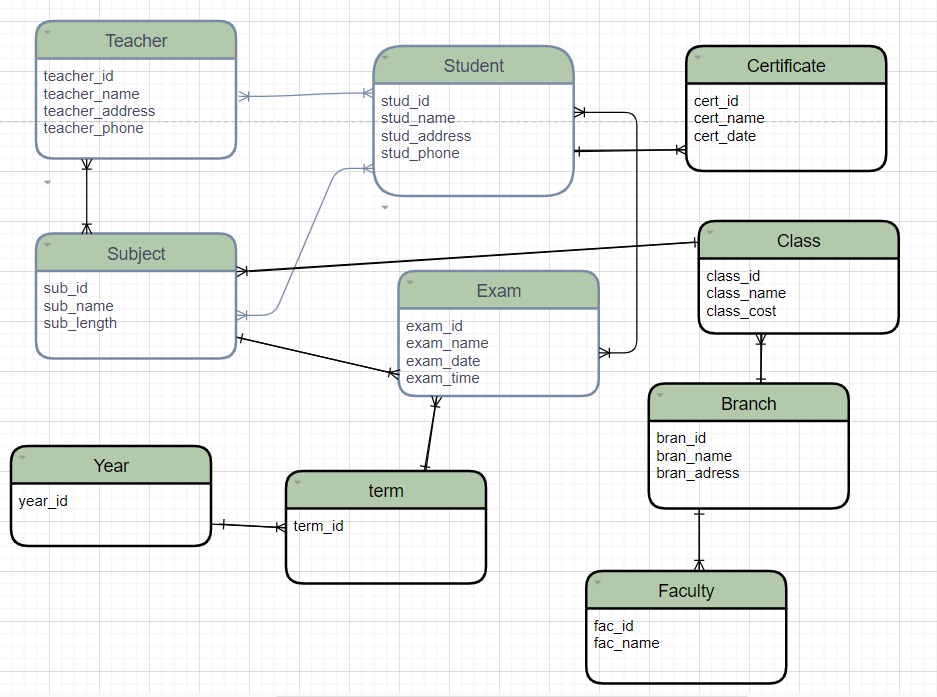 Teacher
teacher_id
teacher_name
teacher_address
teacher_phone
Student
stud_id
stud_name
stud_address
stud_phone
Certificate
cert_id
cert_name
cert_date
Subject
sub_id
sub_name
sub_length
Class
class_id
class_name
class_cost
Exam
exam_id
exam_name
exam_date
exam_time
Branch
bran_id
bran_name
bran_adress
Year
year_id
term
term_id
Faculty
fac_id
fac_name